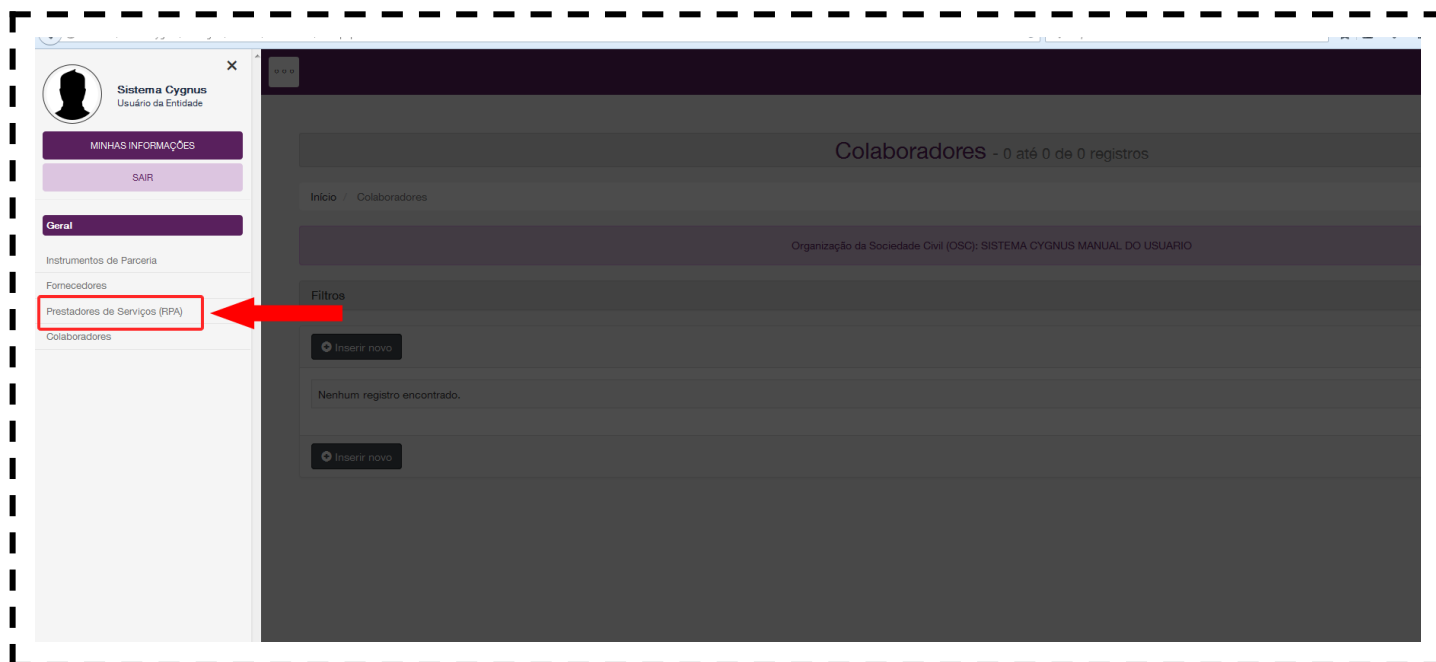 Sistema Cygnus
Usuário da Entidade
MINHAS INFORMAÇÕES
SAIR
Geral
Instrumentos de Parceria
Fornecedores
Prestadores de Serviços (RPA)
Colaboradores
Colaboradores - 0 até 0 de 0 registros
Início / Colaboradores
Organização da Sociedade Civil (OSC): SISTEMA CYGNUS MANUAL DO USUARIO
Filtros
Inserir novo
Nenhum registro encontrado.
Inserir novo